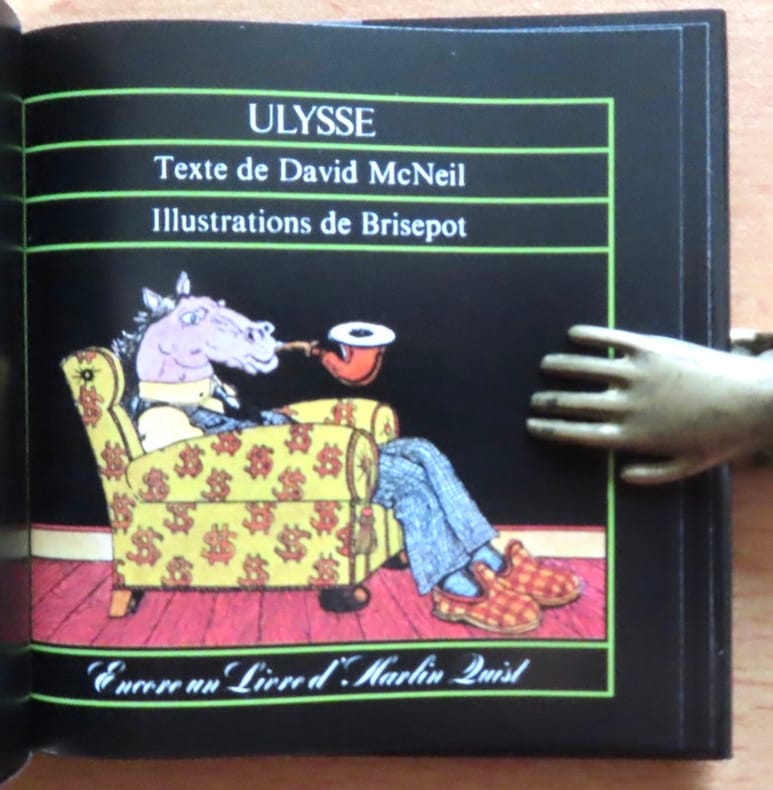 ULYSSE
Texte de David McNeil
Illustrations de Brisepot
Encore un Livre d'Harlin Quist